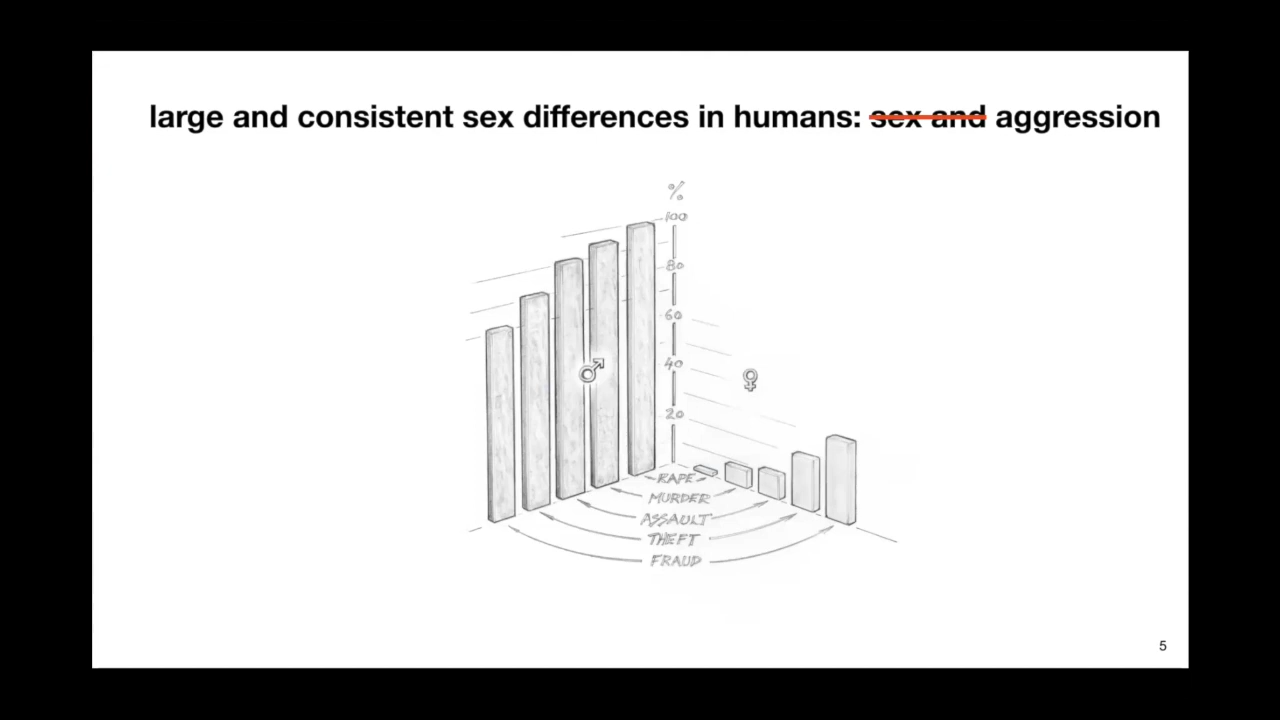 large and consistent sex differences in humans: sex and aggression
%
100
80
60
40
20
RAPE
MURDER
ASSAULT
THEFT
FRAUD
5